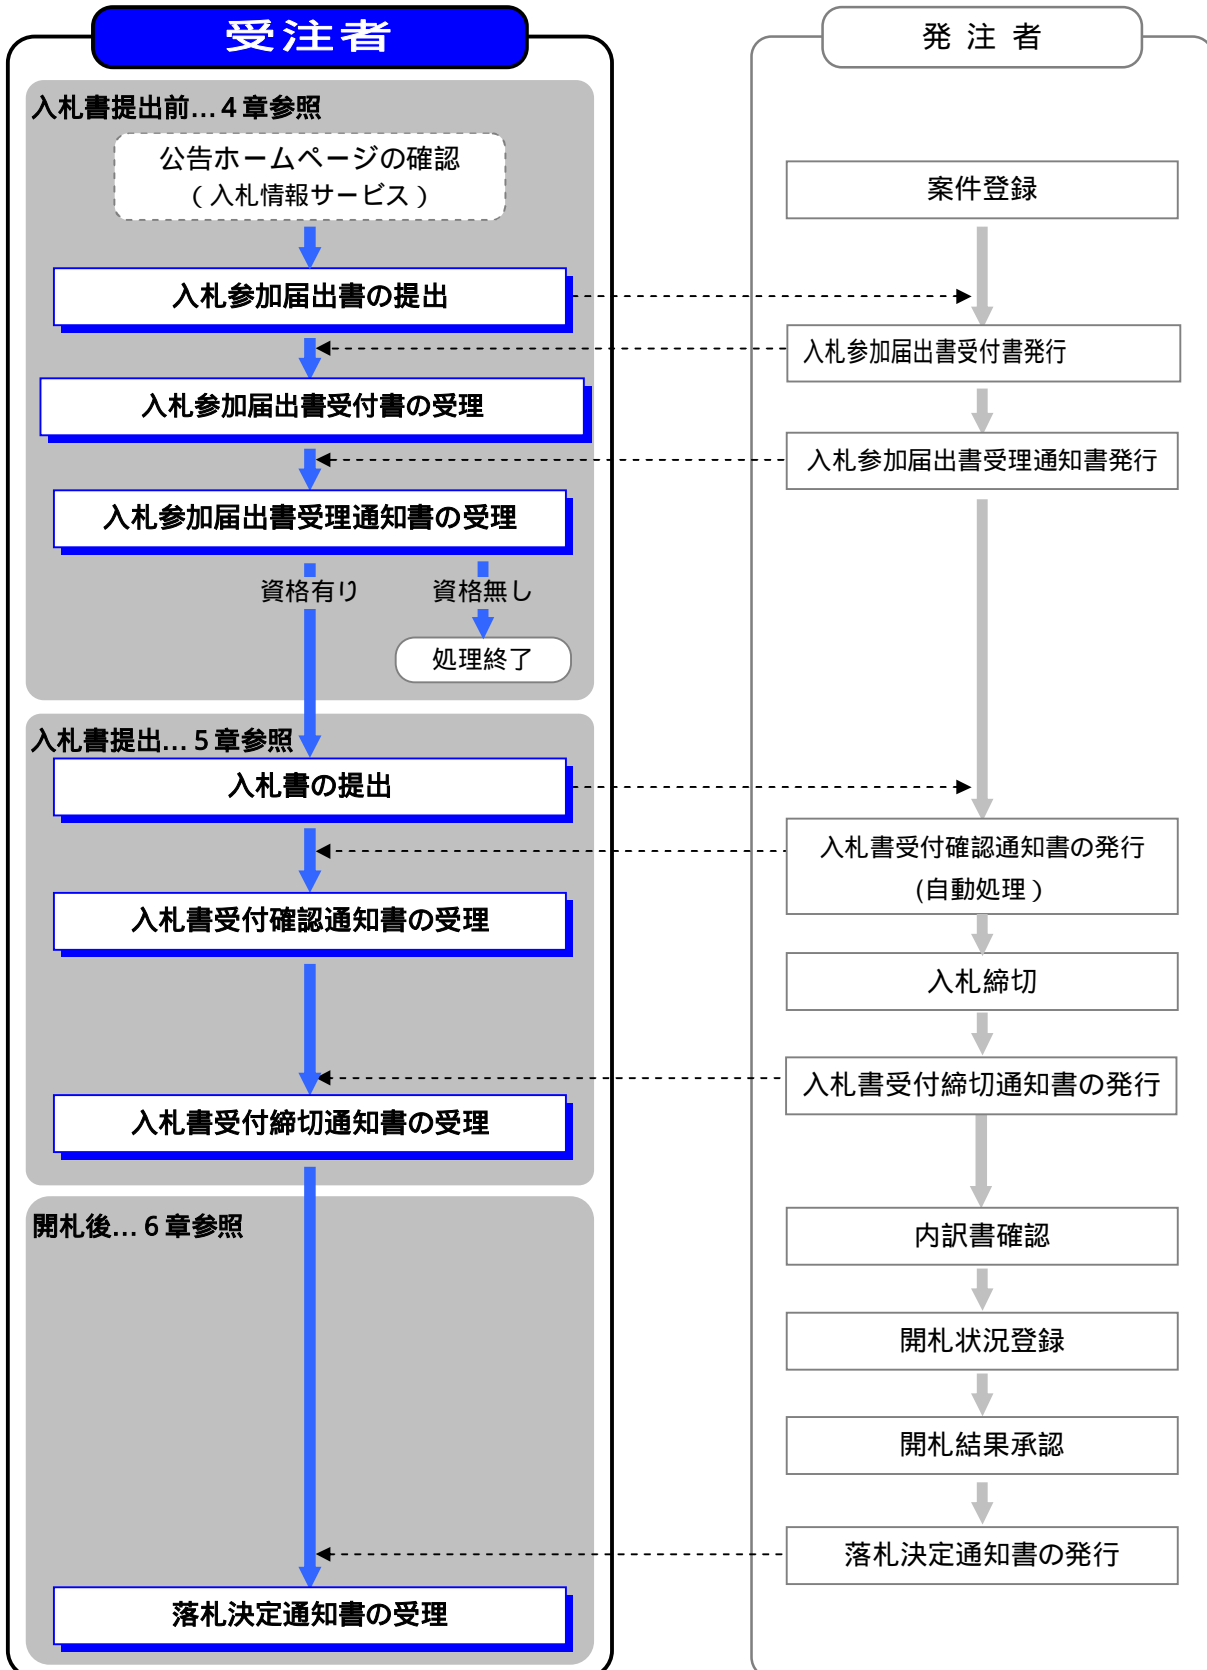 受注者
入札書提出前…４章参照
公告ホームページの確認
（入札情報サービス）
入札参加届出書の提出
入札参加届出書受付書の受理
入札参加届出書受理通知書の受理
資格有り
資格無し
処理終了
入札書提出…５章参照
入札書の提出
入札書受付確認通知書の受理
入札書受付締切通知書の受理
開札後…６章参照
落札決定通知書の受理
発 注 者
案件登録
入札参加届出書受付書発行
入札参加届出書受理通知書発行
入札書受付確認通知書の発行
(自動処理）
入札締切
入札書受付締切通知書の発行
内訳書確認
開札状況登録
開札結果承認
落札決定通知書の発行